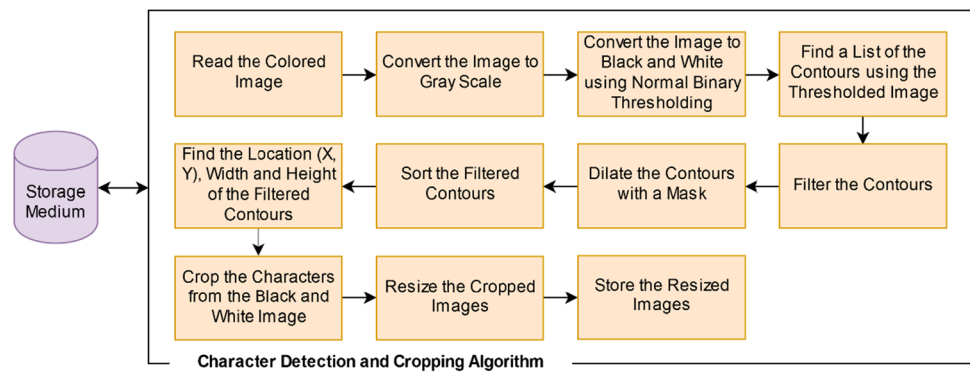 Read the Colored
Image
Convert the Image to
Gray Scale
Convert the Image to
Black and White
using Normal Binary
Thresholding
Find a List of the
Contours using the
Thresholded Image
Storage
Medium
Find the Location (X,
Y), Width and Height
of the Filtered
Contours
Sort the Filtered
Contours
Dilate the Contours
with a Mask
Filter the Contours
Crop the Characters
from the Black and
White Image
Resize the Cropped
Images
Store the Resized
Images
Character Detection and Cropping Algorithm